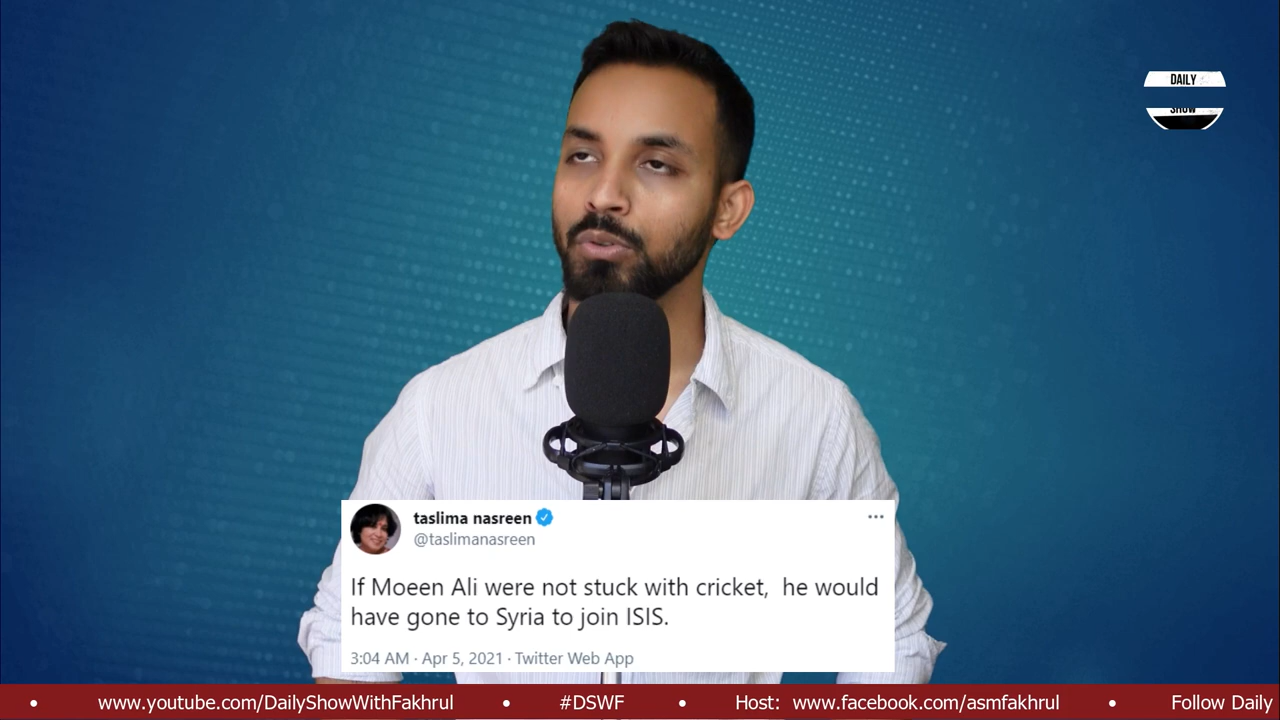 DAILY
SHOW
taslima nasreen
@taslimanasreen
If Moeen Ali were not stuck with cricket,  he would
have gone to Syria to join ISIS.
3:04 AM · Apr 5, 2021 · Twitter Web App
• www.youtube.com/DailyShowWithFakhrul • #DSWF • Host: www.facebook.com/asmfakhrul • Follow Daily